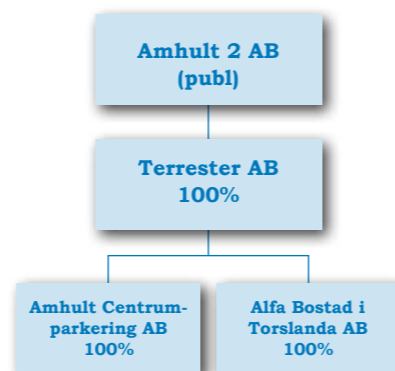 Amhult 2 AB
(publ)
Terrester AB
100%
Amhult Centrum-
parkering AB
100%
Alfa Bostad i
Torslanda AB
100%